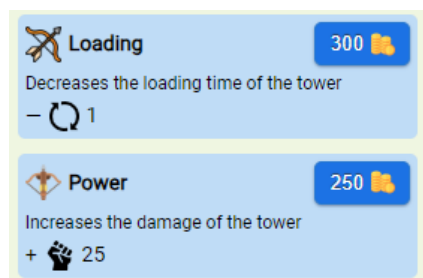 Loading 300
Decreases the loading time of the tower
– 1
Power 250
Increases the damage of the tower
+ 25